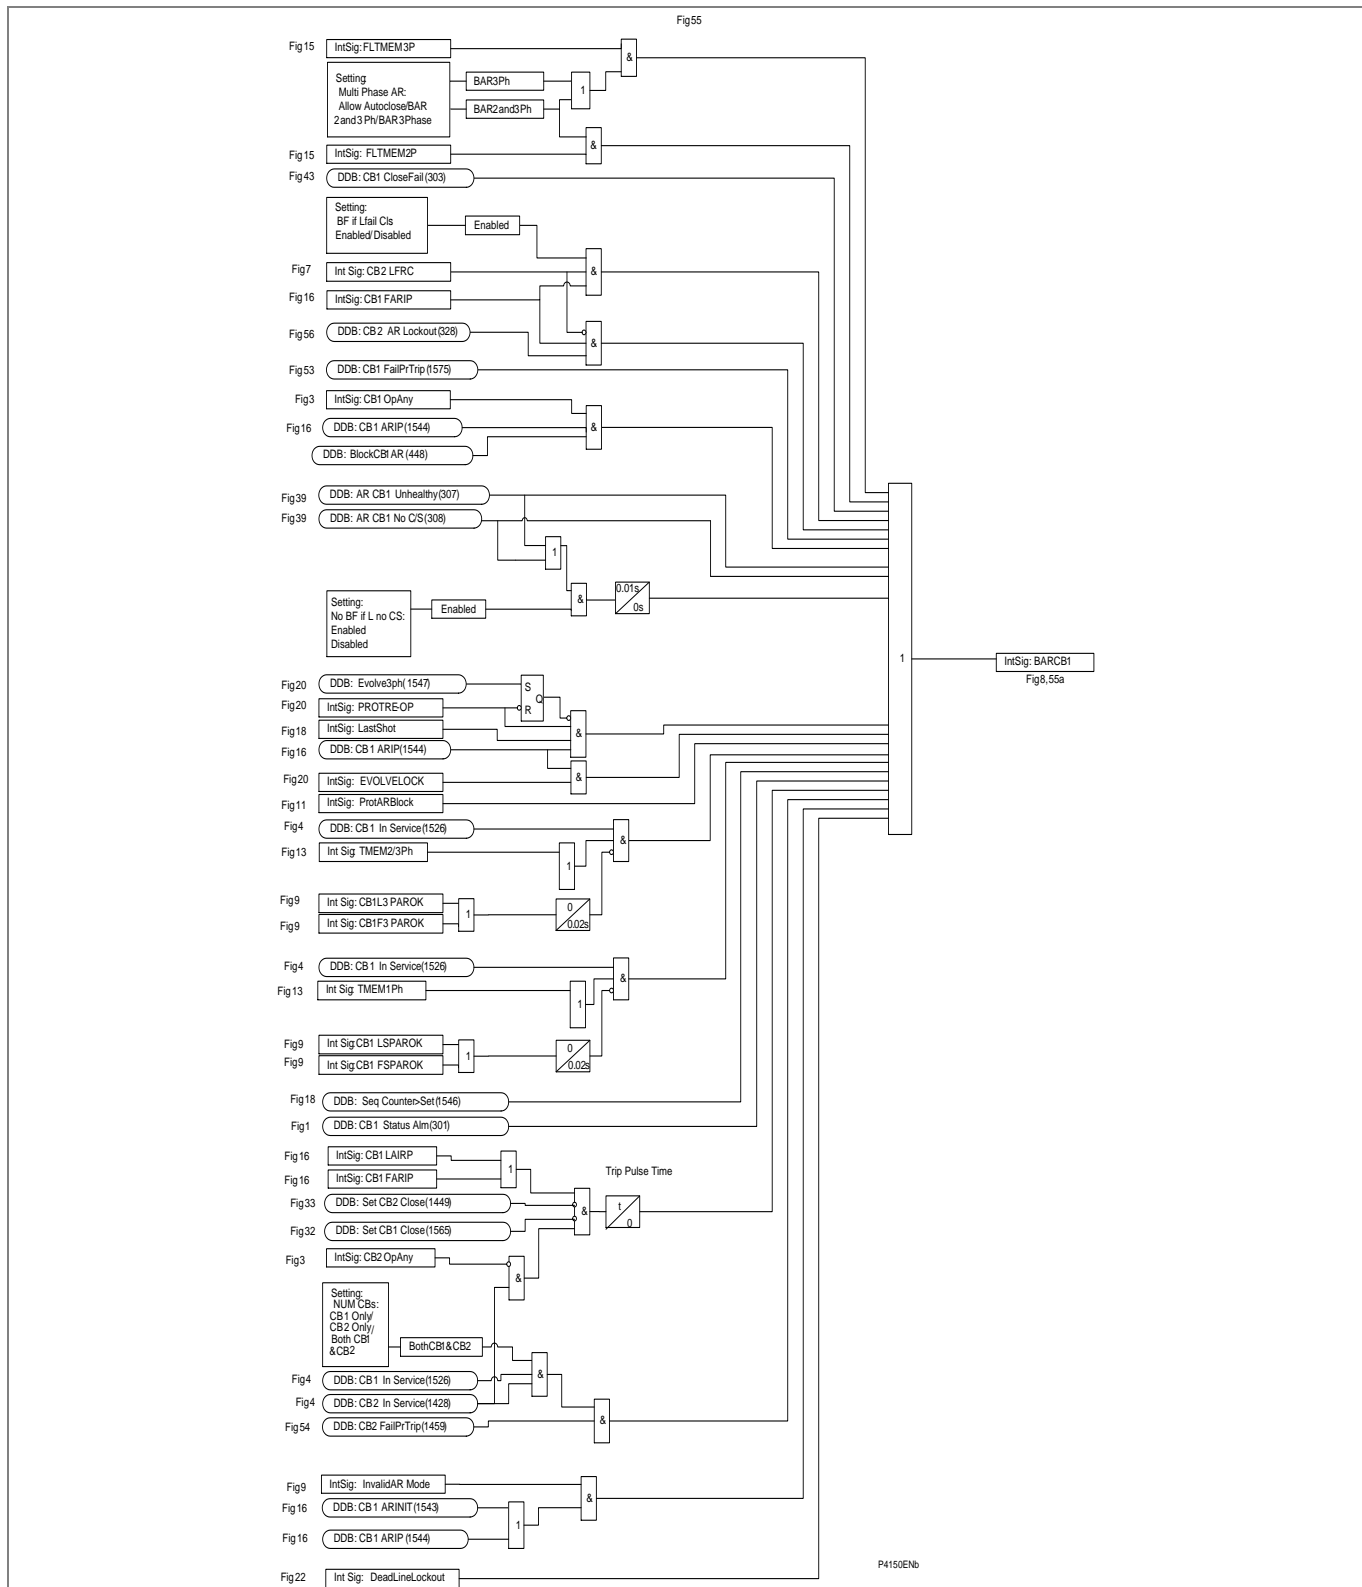 Fig55
Fig15 IntSig: FLTMEM3P
&
Setting:
Multi Phase AR:
Allow Autoclose/BAR
2and3 Ph/BAR3Phase
BAR3Ph
1
BAR2and3Ph
&
Fig15 IntSig: FLTMEM2P
Fig43 DDB: CB1 CloseFail(303)
Setting:
BF if Lfail Cls
Enabled/Disabled
Enabled
&
Fig7 Int Sig: CB2 LFRC
Fig16 IntSig: CB1 FARIP
Fig56 DDB: CB2 AR Lockout(328)
&
Fig53 DDB: CB1 FailPrTrip(1575)
Fig3 IntSig: CB1 OpAny
&
Fig16 DDB: CB1 ARIP(1544)
DDB: BlockCB1AR(448)
Fig39 DDB: AR CB1 Unhealthy(307)
Fig39 DDB: AR CB1 No C/S(308)
1
&
0.01s
0s
Setting:
No BF if L no CS:
Enabled
Disabled
Enabled
1
IntSig: BARCB1
Fig8,55a
Fig20 DDB: Evolve3ph(1547)
S
Q
R
Fig20 IntSig: PROTRE-OP
Fig18 IntSig: LastShot
&
Fig16 DDB: CB1 ARIP(1544)
&
Fig20 IntSig: EVOLVELOCK
Fig11 IntSig: ProtARBlock
Fig4 DDB: CB1 In Service(1526)
&
Fig13 Int Sig: TMEM2/3Ph
1
Fig9 Int Sig: CB1L3 PAROK
1
0
0.02s
Fig9 Int Sig: CB1F3 PAROK
Fig4 DDB: CB1 In Service(1526)
&
Fig13 Int Sig: TMEM1Ph
1
Fig9 Int Sig:CB1 LSPAROK
1
0
0.02s
Fig9 Int Sig:CB1 FSPAROK
Fig18 DDB: Seq Counter>Set(1546)
Fig1 DDB: CB1 Status Alm(301)
Fig16 IntSig: CB1 LAIRP
1
Trip Pulse Time
Fig16 IntSig: CB1 FARIP
Fig33 DDB: Set CB2 Close(1449)
&
t
0
Fig32 DDB: Set CB1 Close(1565)
Fig3 IntSig: CB2 OpAny
&
Setting:
NUM CBs:
CB1 Only/
CB2 Only/
Both CB1
&CB2
BothCB1&CB2
&
Fig4 DDB: CB1 In Service(1526)
Fig4 DDB: CB2 In Service(1428)
Fig54 DDB: CB2 FailPrTrip(1459)
&
Fig9 IntSig: InvalidAR Mode
&
Fig16 DDB: CB1 ARINIT(1543)
1
Fig16 DDB: CB1 ARIP (1544)
P4150ENb
Fig22 Int Sig: DeadLineLockout